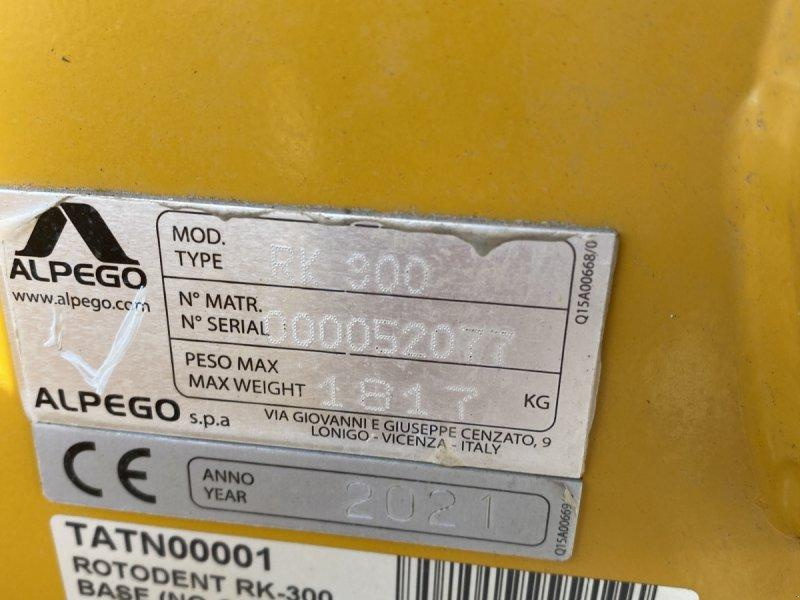 ALPEGO
www.alpego.com
MOD.
TYPE RK 300
N° MATR.
N° SERIAL 000052077
PESO MAX
MAX WEIGHT 1817 KG
ALPEGO s.p.a
VIA GIOVANNI E GIUSEPPE CENZATO, 9
LONIGO - VICENZA - ITALY
Q15A00668/0
CE
ANNO
YEAR 2021
Q15A00669
TATN00001
ROTODENT RK-300
BASE